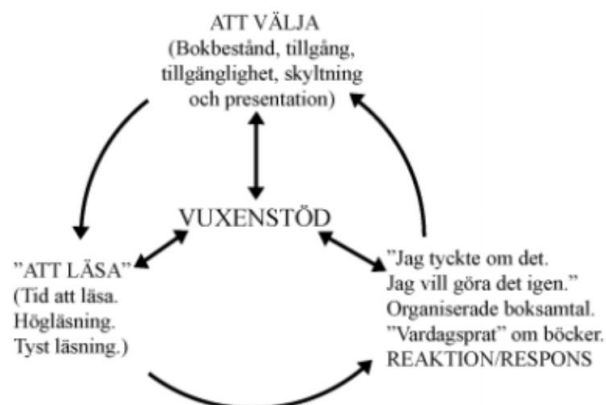 ATT VÄLJA
(Bokbestånd, tillgång,
tillgänglighet, skyltning
och presentation)
VUXENSTÖD
”ATT LÄSA”
(Tid att läsa.
Högläsning.
Tyst läsning.)
”Jag tyckte om det.
Jag vill göra det igen.”
Organiserade boksamtal.
”Vardagsprat” om böcker.
REAKTION/RESPONS